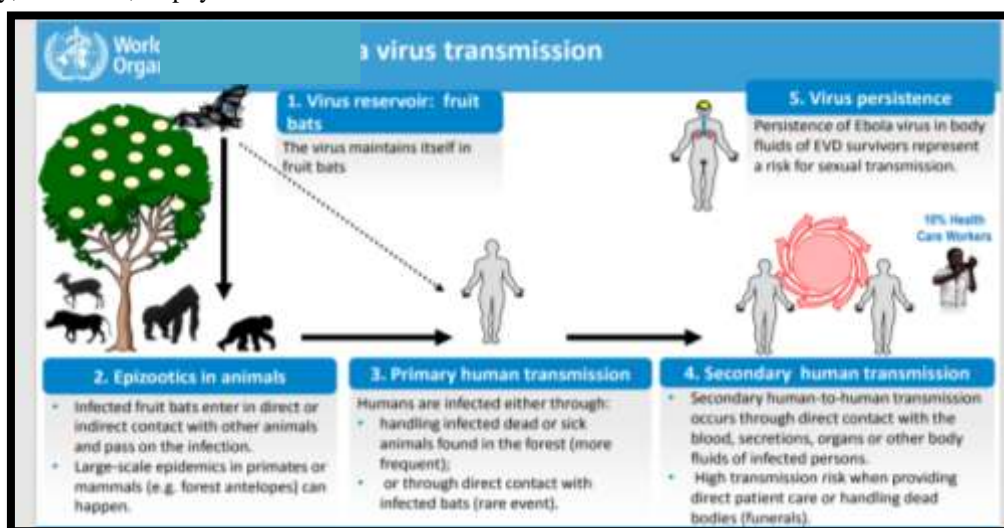 World
Orga
a virus transmission
1. Virus reservoir: fruit
bats
The virus maintains itself in
fruit bats
5. Virus persistence
Persistence of Ebola virus in body
fluids of EVD survivors represent
a risk for sexual transmission.
10% Health
Care Workers
2. Epizootics in animals
• Infected fruit bats enter in direct or
indirect contact with other animals
and pass on the infection.
• Large-scale epidemics in primates or
mammals (e.g. forest antelopes) can
happen.
3. Primary human transmission
Humans are infected either through:
• handling infected dead or sick
animals found in the forest (more
frequent);
• or through direct contact with
infected bats (rare event).
4. Secondary human transmission
• Secondary human-to-human transmission
occurs through direct contact with the
blood, secretions, organs or other body
fluids of infected persons.
• High transmission risk when providing
direct patient care or handling dead
bodies (funerals).